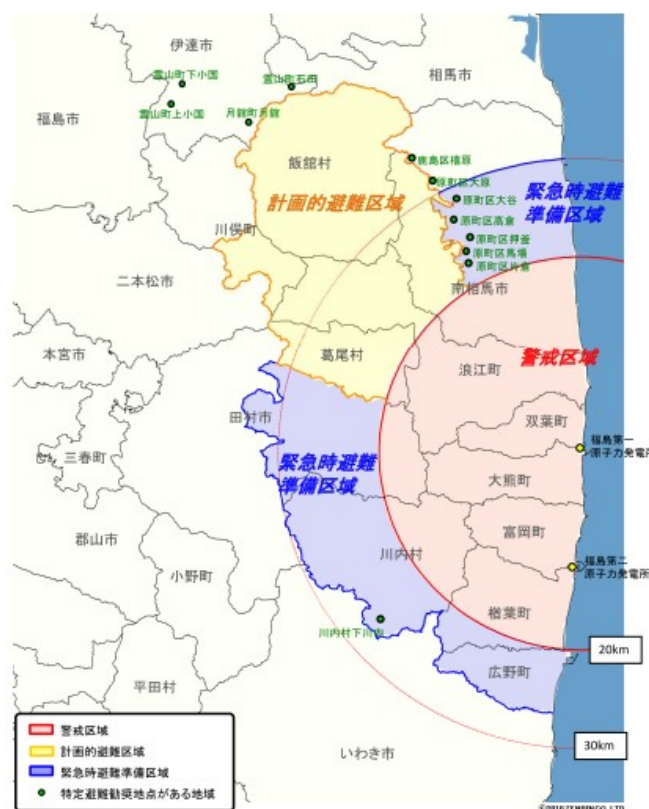 伊達市
霊山町下小国
霊山町石田
相馬市
霊山町上小国
月舘町月舘
福島市
飯舘村
鹿島区橲原
原町区大原
計画的避難区域
原町区大谷
緊急時避難
準備区域
原町区高倉
川俣町
原町区押釜
原町区馬場
原町区片倉
二本松市
南相馬市
本宮市
葛尾村
警戒区域
浪江町
田村市
双葉町
三春町
緊急時避難
準備区域
福島第一
原子力発電所
大熊町
郡山市
富岡町
小野町
川内村
福島第二
原子力発電所
楢葉町
川内村下川内
20km
広野町
平田村
いわき市
30km
警戒区域
計画的避難区域
緊急時避難準備区域
特定避難勧奨地点がある地域